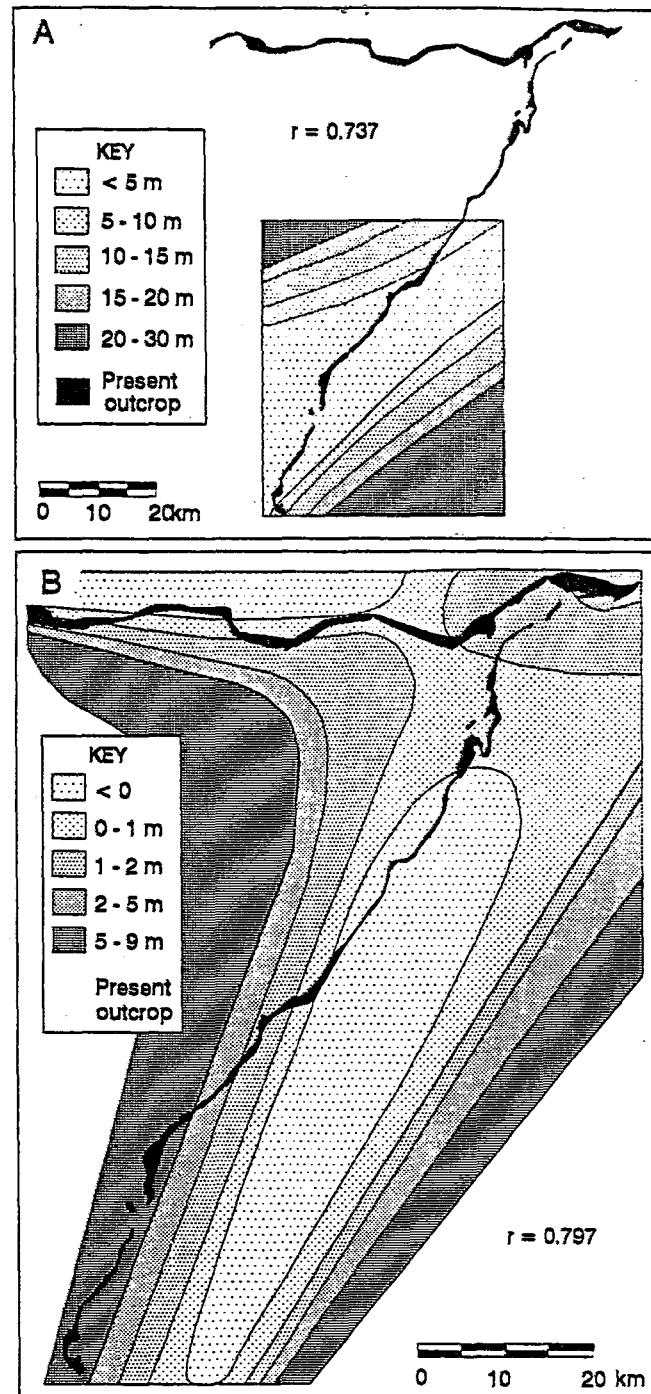 A
r = 0.737
KEY
< 5 m
5 - 10 m
10 - 15 m
15 - 20 m
20 - 30 m
Present
outcrop
0 10 20km
B
KEY
< 0
0 - 1 m
1 - 2 m
2 - 5 m
5 - 9 m
Present
outcrop
r = 0.797
0 10 20 km